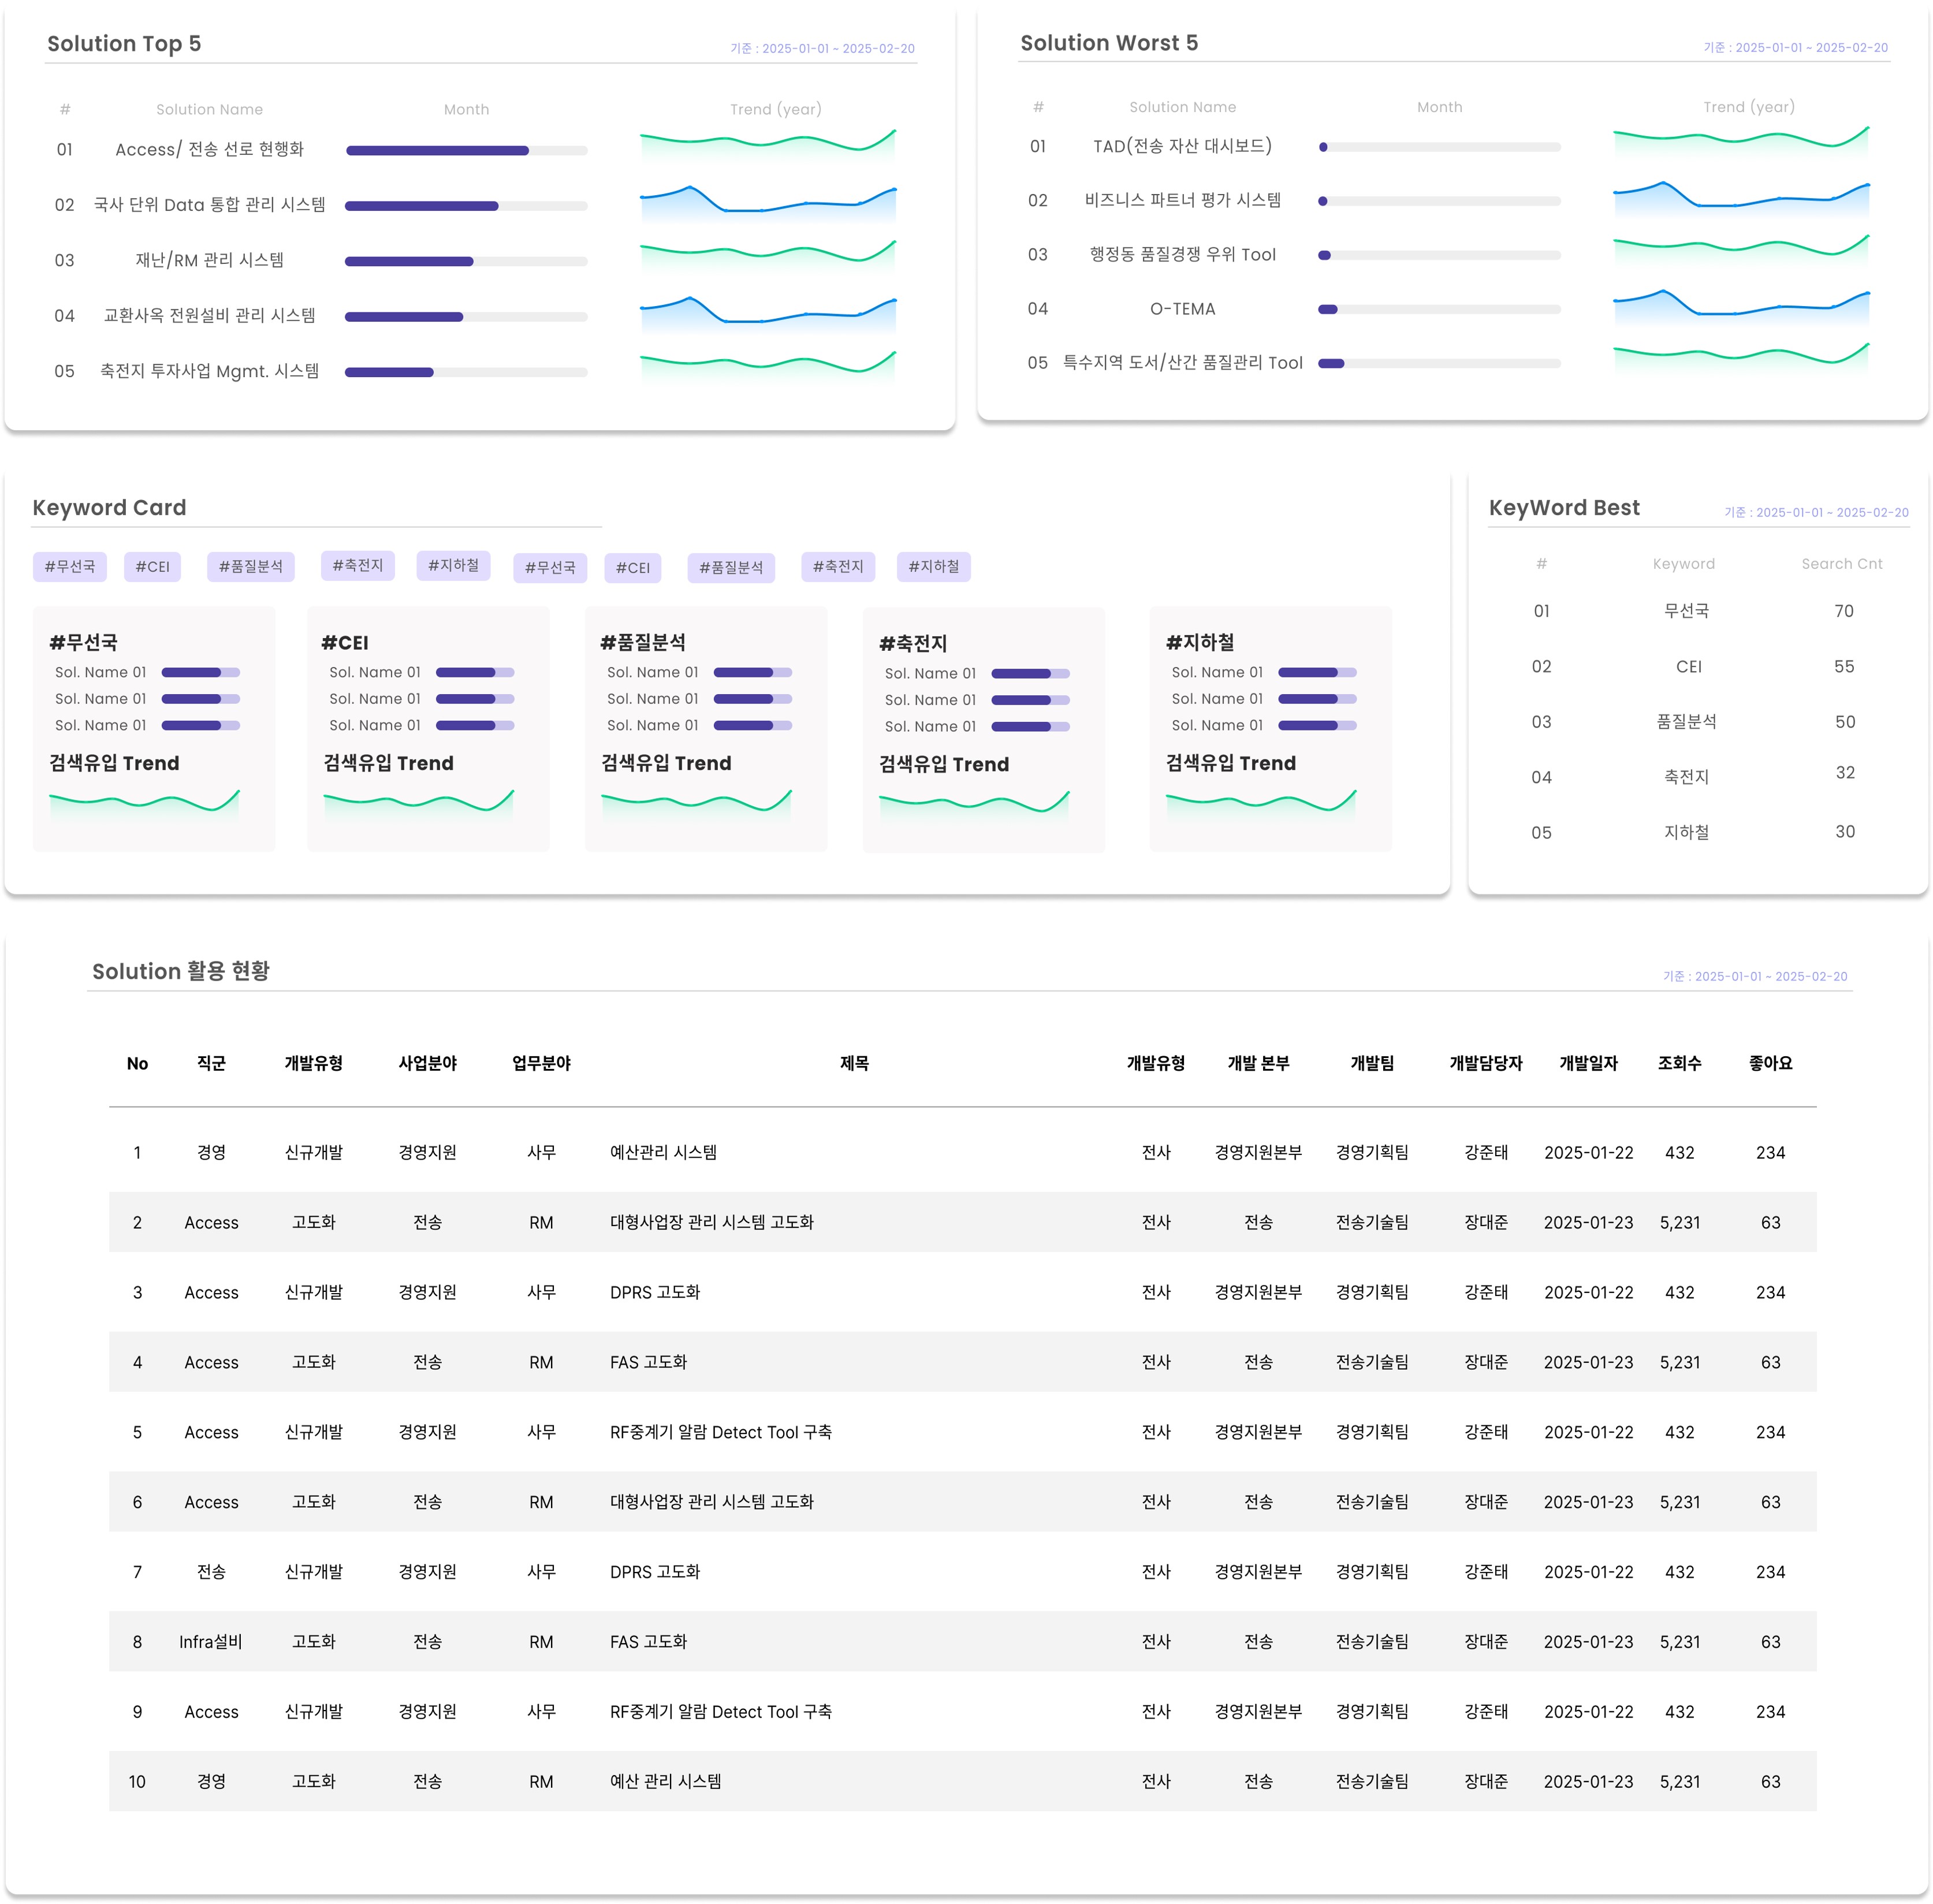 Solution Top 5
기준 : 2025-01-01 ~ 2025-02-20
# Solution Name Month Trend (year)
01 Access/ 전송 선로 현행화
02 국사 단위 Data 통합 관리 시스템
03 재난/RM 관리 시스템
04 교환사옥 전원설비 관리 시스템
05 축전지 투자사업 Mgmt. 시스템
Solution Worst 5
기준 : 2025-01-01 ~ 2025-02-20
# Solution Name Month Trend (year)
01 TAD(전송 자산 대시보드)
02 비즈니스 파트너 평가 시스템
03 행정동 품질경쟁 우위 Tool
04 O-TEMA
05 특수지역 도서/산간 품질관리 Tool
Keyword Card
#무선국 #CEI #품질분석 #축전지 #지하철 #무선국 #CEI #품질분석 #축전지 #지하철
#무선국
Sol. Name 01
Sol. Name 01
Sol. Name 01
검색유입 Trend
#CEI
Sol. Name 01
Sol. Name 01
Sol. Name 01
검색유입 Trend
#품질분석
Sol. Name 01
Sol. Name 01
Sol. Name 01
검색유입 Trend
#축전지
Sol. Name 01
Sol. Name 01
Sol. Name 01
검색유입 Trend
#지하철
Sol. Name 01
Sol. Name 01
Sol. Name 01
검색유입 Trend
KeyWord Best
기준 : 2025-01-01 ~ 2025-02-20
# Keyword Search Cnt
01 무선국 70
02 CEI 55
03 품질분석 50
04 축전지 32
05 지하철 30
Solution 활용 현황
기준 : 2025-01-01 ~ 2025-02-20
No 직군 개발유형 사업분야 업무분야 제목 개발유형 개발 본부 개발팀 개발담당자 개발일자 조회수 좋아요
1 경영 신규개발 경영지원 사무 예산관리 시스템 전사 경영지원본부 경영기획팀 강준태 2025-01-22 432 234
2 Access 고도화 전송 RM 대형사업장 관리 시스템 고도화 전사 전송 전송기술팀 장대준 2025-01-23 5,231 63
3 Access 신규개발 경영지원 사무 DPRS 고도화 전사 경영지원본부 경영기획팀 강준태 2025-01-22 432 234
4 Access 고도화 전송 RM FAS 고도화 전사 전송 전송기술팀 장대준 2025-01-23 5,231 63
5 Access 신규개발 경영지원 사무 RF중계기 알람 Detect Tool 구축 전사 경영지원본부 경영기획팀 강준태 2025-01-22 432 234
6 Access 고도화 전송 RM 대형사업장 관리 시스템 고도화 전사 전송 전송기술팀 장대준 2025-01-23 5,231 63
7 전송 신규개발 경영지원 사무 DPRS 고도화 전사 경영지원본부 경영기획팀 강준태 2025-01-22 432 234
8 Infra설비 고도화 전송 RM FAS 고도화 전사 전송 전송기술팀 장대준 2025-01-23 5,231 63
9 Access 신규개발 경영지원 사무 RF중계기 알람 Detect Tool 구축 전사 경영지원본부 경영기획팀 강준태 2025-01-22 432 234
10 경영 고도화 전송 RM 예산 관리 시스템 전사 전송 전송기술팀 장대준 2025-01-23 5,231 63